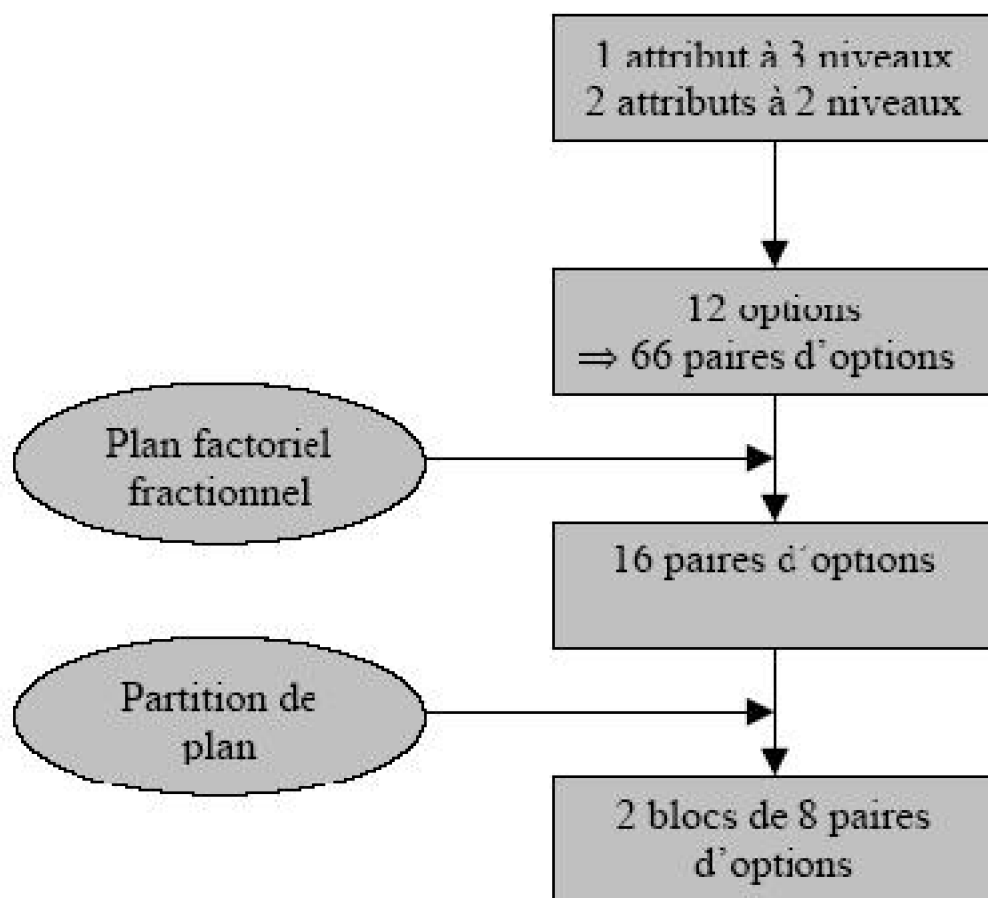 1 attribut à 3 niveaux
2 attributs à 2 niveaux
12 options
⇒ 66 paires d'options
Plan factoriel
fractionnel
16 paires d'options
Partition de
plan
2 blocs de 8 paires
d'options